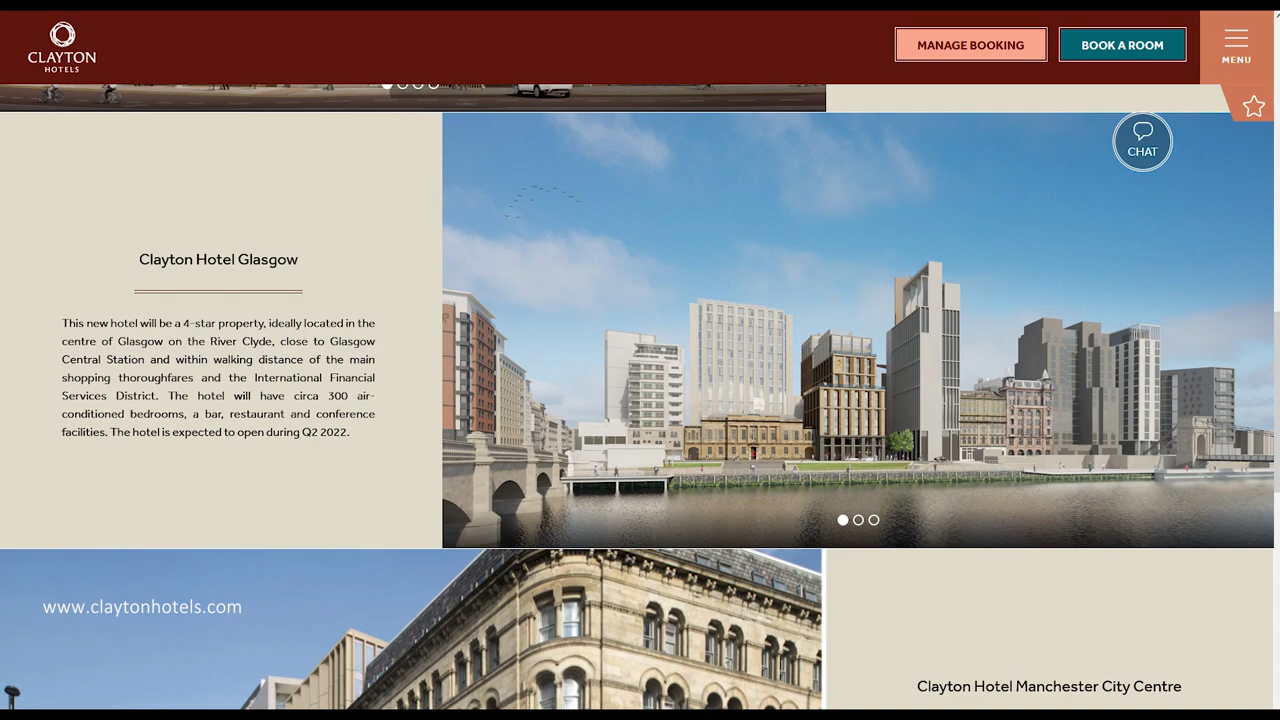 CLAYTON
HOTELS
MANAGE BOOKING
BOOK A ROOM
MENU
CHAT
Clayton Hotel Glasgow
This new hotel will be a 4-star property, ideally located in the
centre of Glasgow on the River Clyde, close to Glasgow
Central Station and within walking distance of the main
shopping thoroughfares and the International Financial
Services District. The hotel will have circa 300 air-
conditioned bedrooms, a bar, restaurant and conference
facilities. The hotel is expected to open during Q2 2022.
www.claytonhotels.com
Clayton Hotel Manchester City Centre